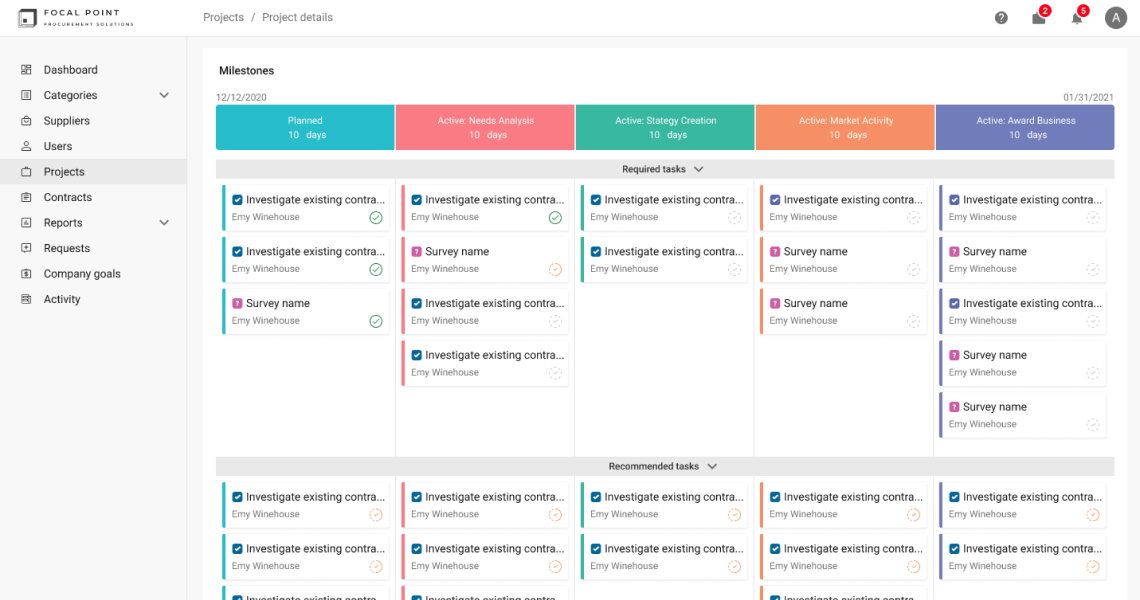 FOCAL POINT
PROCUREMENT SOLUTIONS
Projects / Project details
2
5
A
Dashboard
Categories
Suppliers
Users
Projects
Contracts
Reports
Requests
Company goals
Activity
Milestones
12/12/2020
01/31/2021
Planned
10 days
Active: Needs Analysis
10 days
Active: Stategy Creation
10 days
Active: Market Activity
10 days
Active: Award Business
10 days
Required tasks
Investigate existing contra...
Emy Winehouse
Investigate existing contra...
Emy Winehouse
Survey name
Emy Winehouse
Investigate existing contra...
Emy Winehouse
Survey name
Emy Winehouse
Investigate existing contra...
Emy Winehouse
Investigate existing contra...
Emy Winehouse
Investigate existing contra...
Emy Winehouse
Investigate existing contra...
Emy Winehouse
Investigate existing contra...
Emy Winehouse
Survey name
Emy Winehouse
Survey name
Emy Winehouse
Investigate existing contra...
Emy Winehouse
Survey name
Emy Winehouse
Investigate existing contra...
Emy Winehouse
Survey name
Emy Winehouse
Survey name
Emy Winehouse
Recommended tasks
Investigate existing contra...
Emy Winehouse
Investigate existing contra...
Emy Winehouse
Investigate existing contra...
Investigate existing contra...
Emy Winehouse
Investigate existing contra...
Emy Winehouse
Investigate existing contra...
Investigate existing contra...
Emy Winehouse
Investigate existing contra...
Emy Winehouse
Investigate existing contra...
Emy Winehouse
Investigate existing contra...
Emy Winehouse
Investigate existing contra...
Investigate existing contra...
Emy Winehouse
Investigate existing contra...
Emy Winehouse